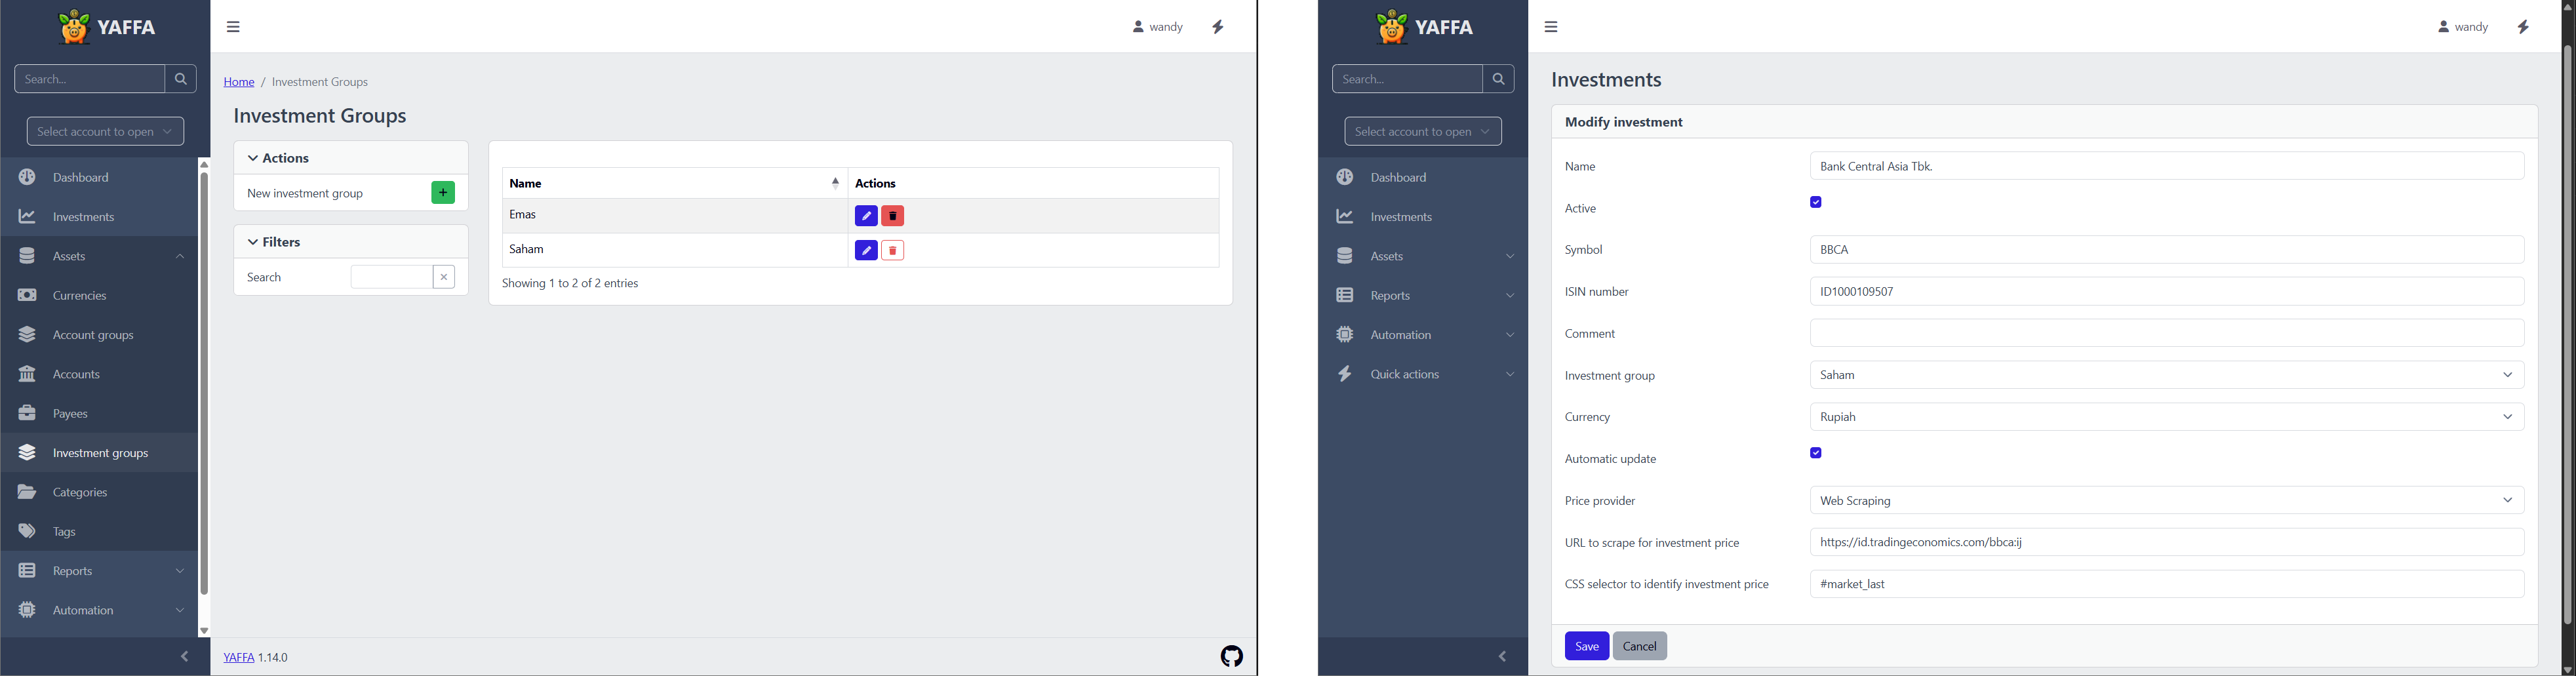 YAFFA
Search...
Select account to open
Dashboard
Investments
Assets
Currencies
Account groups
Accounts
Payees
Investment groups
Categories
Tags
Reports
Automation
wandy
Home / Investment Groups
Investment Groups
Actions
New investment group
Filters
Search
Name Actions
Emas
Saham
Showing 1 to 2 of 2 entries
YAFFA 1.14.0
YAFFA
Search...
Select account to open
Dashboard
Investments
Assets
Reports
Automation
Quick actions
wandy
Investments
Modify investment
Name Bank Central Asia Tbk.
Active
Symbol BBCA
ISIN number ID1000109507
Comment
Investment group Saham
Currency Rupiah
Automatic update
Price provider Web Scraping
URL to scrape for investment price https://id.tradingeconomics.com/bbca:ij
CSS selector to identify investment price #market_last
Save Cancel